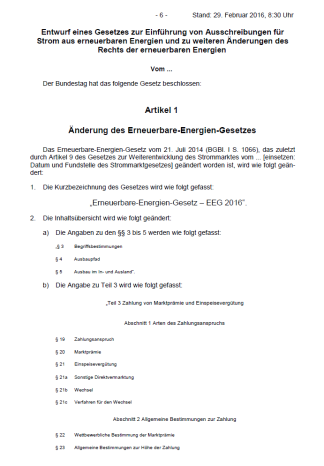 - 6 - Stand: 29. Februar 2016, 8:30 Uhr
Entwurf eines Gesetzes zur Einführung von Ausschreibungen für
Strom aus erneuerbaren Energien und zu weiteren Änderungen des
Rechts der erneuerbaren Energien
Vom ...
Der Bundestag hat das folgende Gesetz beschlossen:
Artikel 1
Änderung des Erneuerbare-Energien-Gesetzes
Das Erneuerbare-Energien-Gesetz vom 21. Juli 2014 (BGBl. I S. 1066), das zuletzt
durch Artikel 9 des Gesetzes zur Weiterentwicklung des Strommarktes vom ... [einsetzen:
Datum und Fundstelle des Strommarktgesetzes] geändert worden ist, wird wie folgt geän-
dert:
1. Die Kurzbezeichnung des Gesetzes wird wie folgt gefasst:
„Erneuerbare-Energien-Gesetz – EEG 2016“.
2. Die Inhaltsübersicht wird wie folgt geändert:
a) Die Angaben zu den §§ 3 bis 5 werden wie folgt gefasst:
„§ 3 Begriffsbestimmungen
§ 4 Ausbaupfad
§ 5 Ausbau im In- und Ausland“.
b) Die Angabe zu Teil 3 wird wie folgt gefasst:
„Teil 3 Zahlung von Marktprämie und Einspeisevergütung
Abschnitt 1 Arten des Zahlungsanspruchs
§ 19 Zahlungsanspruch
§ 20 Marktprämie
§ 21 Einspeisevergütung
§ 21a Sonstige Direktvermarktung
§ 21b Wechsel
§ 21c Verfahren für den Wechsel
Abschnitt 2 Allgemeine Bestimmungen zur Zahlung
§ 22 Wettbewerbliche Bestimmung der Marktprämie
§ 23 Allgemeine Bestimmungen zur Höhe der Zahlung